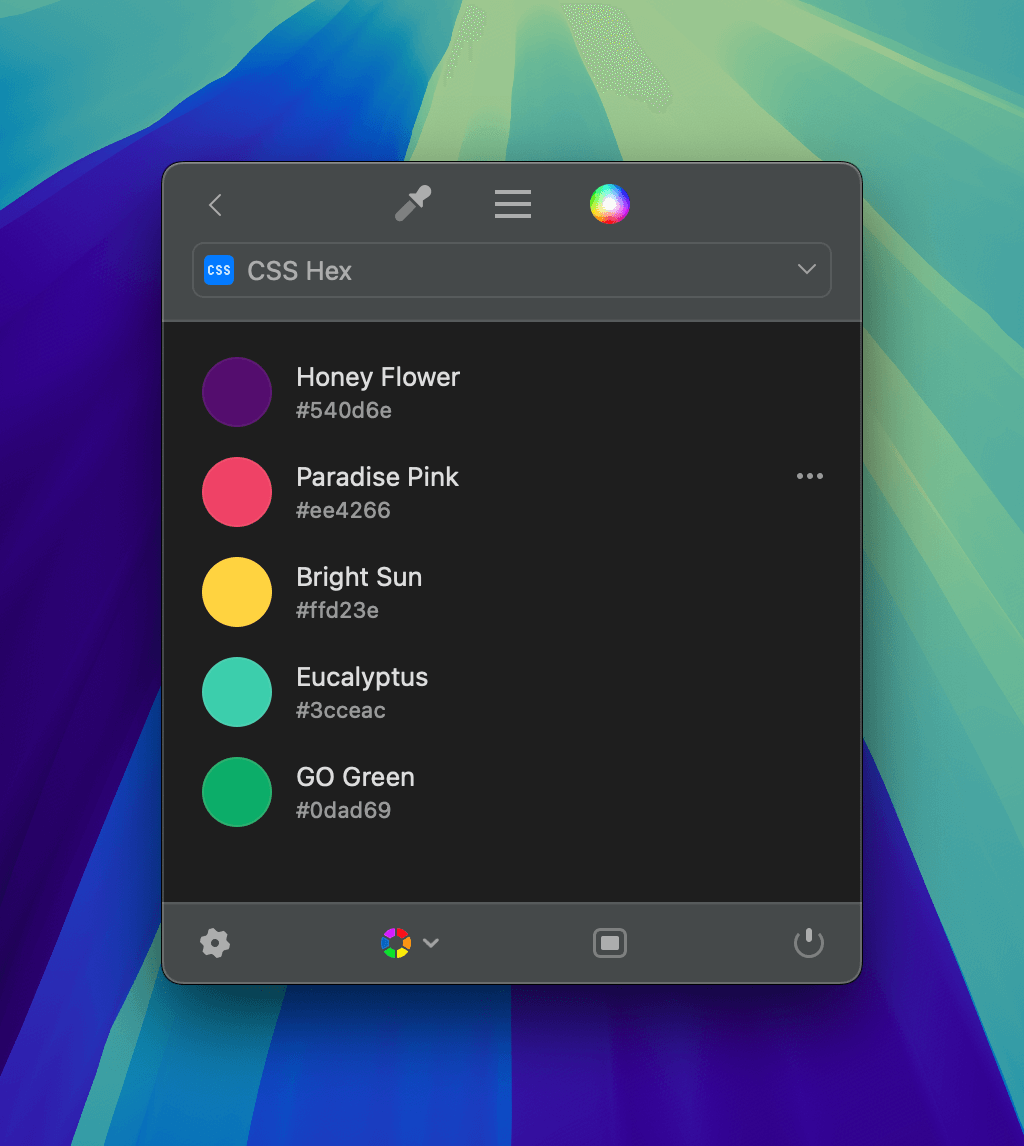 CSS CSS Hex
Honey Flower
#540d6e
Paradise Pink
#ee4266
Bright Sun
#ffd23e
Eucalyptus
#3cceac
GO Green
#0dad69